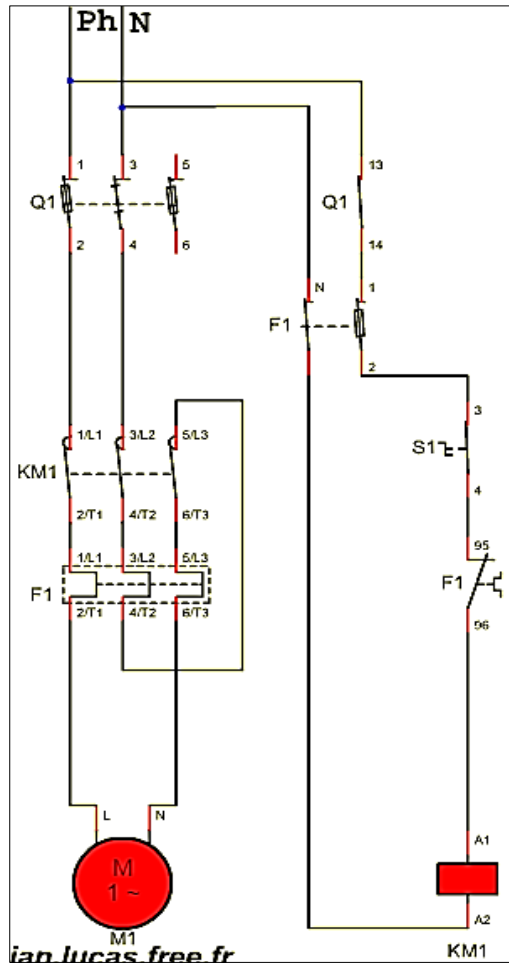 Ph N
1 3 5 13
Q1 Q1
2 4 6 14
N 1
F1
2
3
1/L1 3/L2 5/L3
S1
KM1
4
2/T1 4/T2 6/T3
1/L1 3/L2 5/L3 95
F1 F1
2/T1 4/T2 6/T3
96
L N
A1
M
1 ~
A2
M1
KM1
ian.lucas.free.fr